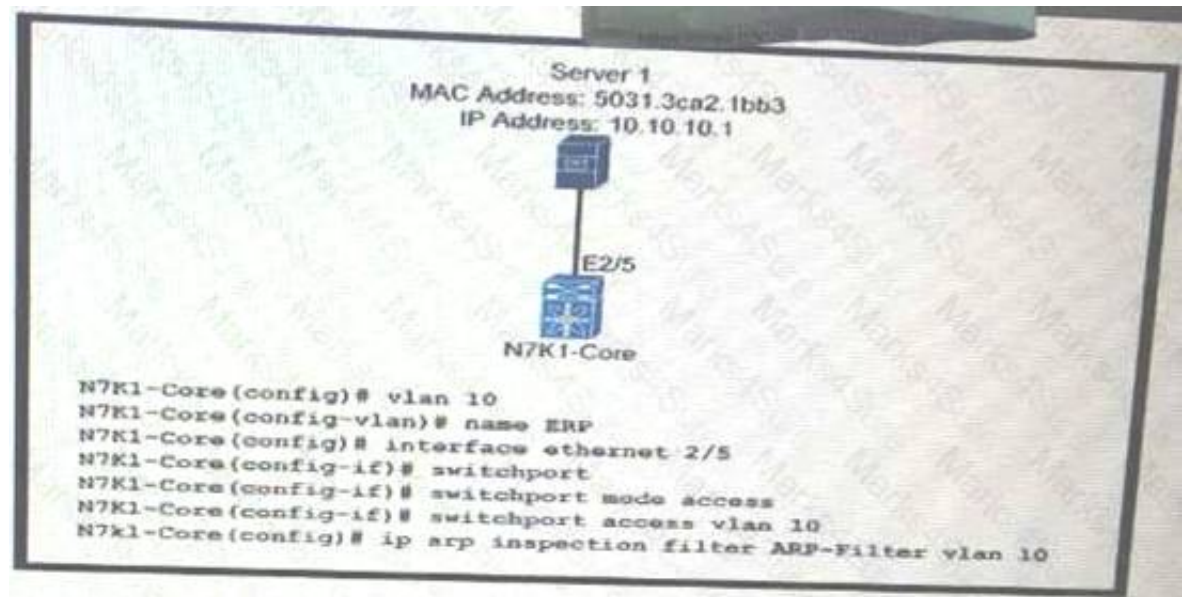 Server 1
MAC Address: 5031.3ca2.1bb3
IP Address: 10.10.10.1
E2/5
N7K1-Core
N7K1-Core(config)# vlan 10
N7K1-Core(config-vlan)# name ERP
N7K1-Core(config)# interface ethernet 2/5
N7K1-Core(config-if)# switchport
N7K1-Core(config-if)# switchport mode access
N7K1-Core(config-if)# switchport access vlan 10
N7k1-Core(config)# ip arp inspection filter ARP-Filter vlan 10